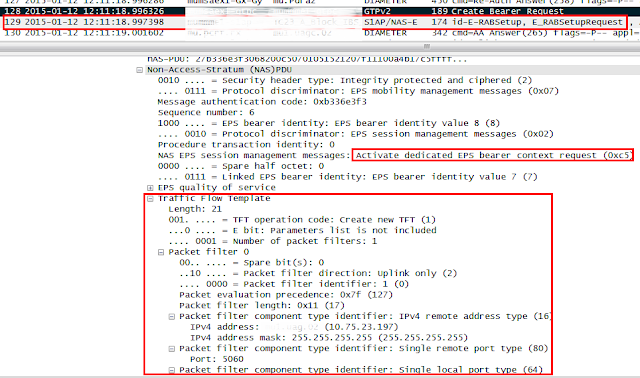 127 2015-01-12 12:11:18.996286 DIAMETER 430 Cmd=Re-Auth Answer(258) flags=-P--
128 2015-01-12 12:11:18.996326 GTPv2 189 Create Bearer Request
129 2015-01-12 12:11:18.997398 S1AP/NAS-E 174 id-E-RABSetup, E_RABSetupRequest,
130 2015-01-12 12:11:19.001602 DIAMETER 342 cmd=AA Answer(265) flags=-P-- appl=
Non-Access-Stratum (NAS)PDU
0010 .... = Security header type: Integrity protected and ciphered (2)
.... 0111 = Protocol discriminator: EPS mobility management messages (0x07)
Message authentication code: 0xb336e3f3
Sequence number: 6
1000 .... = EPS bearer identity: EPS bearer identity value 8 (8)
.... 0010 = Protocol discriminator: EPS session management messages (0x02)
Procedure transaction identity: 0
NAS EPS session management messages: Activate dedicated EPS bearer context request (0xc5)
0000 .... = Spare half octet: 0
.... 0111 = Linked EPS bearer identity: EPS bearer identity value 7 (7)
EPS quality of service
Traffic Flow Template
Length: 21
001. .... = TFT operation code: Create new TFT (1)
...0 .... = E bit: Parameters list is not included
.... 0001 = Number of packet filters: 1
Packet filter 0
00.. .... = Spare bit(s): 0
..10 .... = Packet filter direction: Uplink only (2)
.... 0000 = Packet filter identifier: 1 (0)
Packet evaluation precedence: 0x7f (127)
Packet filter length: 0x11 (17)
Packet filter component type identifier: IPv4 remote address type (16)
IPv4 address: (10.75.23.197)
IPv4 address mask: 255.255.255.255 (255.255.255.255)
Packet filter component type identifier: Single remote port type (80)
Port: 5060
Packet filter component type identifier: Single local port type (64)